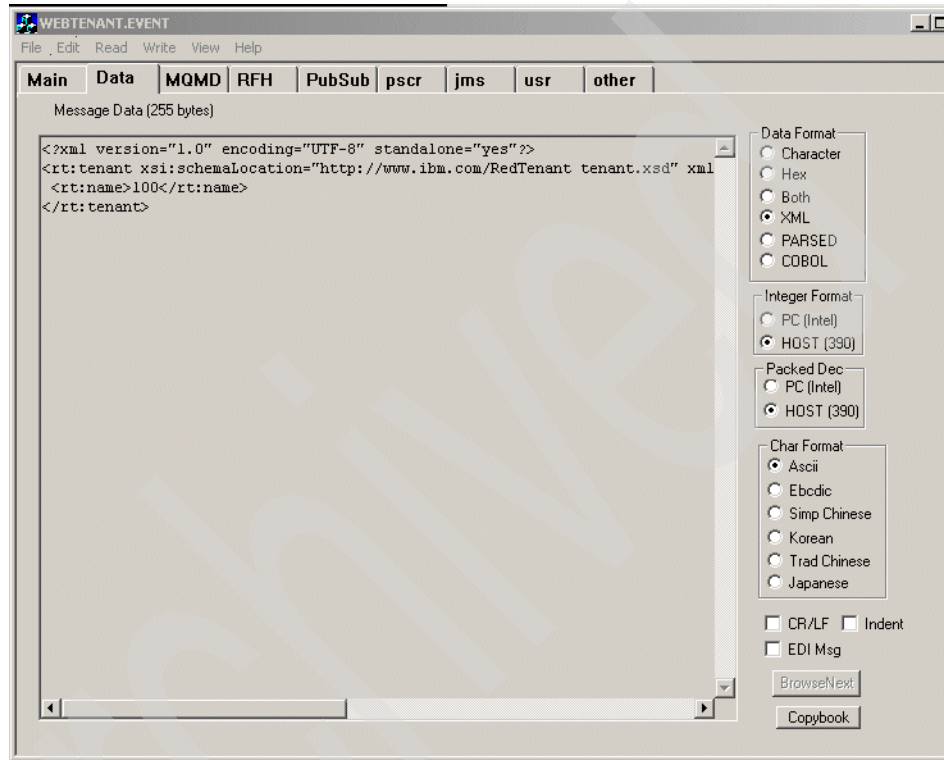 WEBTENANT.EVENT
File Edit Read Write View Help
Main Data MQMD RFH PubSub pscr jms usr other
Message Data (255 bytes)
<?xml version="1.0" encoding="UTF-8" standalone="yes"?>
<rt:tenant xsi:schemaLocation="http://www.ibm.com/RedTenant tenant.xsd" xml
<rt:name>100</rt:name>
</rt:tenant>
Data Format
Character
Hex
Both
XML
PARSED
COBOL
Integer Format
PC (Intel)
HOST (390)
Packed Dec
PC (Intel)
HOST (390)
Char Format
Ascii
Ebcdic
Simp Chinese
Korean
Trad Chinese
Japanese
CR/LF Indent
EDI Msg
BrowseNext
Copybook